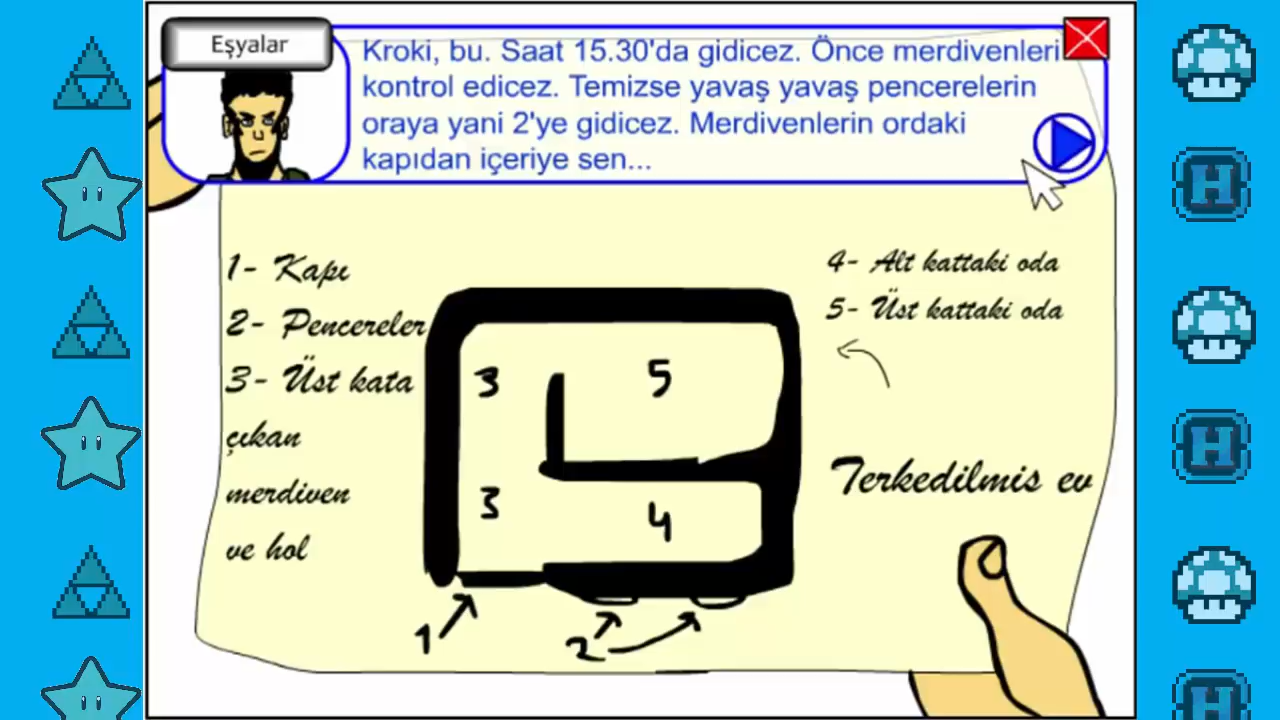 Eşyalar
Kroki, bu. Saat 15.30'da gidicez. Önce merdivenleri
kontrol edicez. Temizse yavaş yavaş pencerelerin
oraya yani 2'ye gidicez. Merdivenlerin ordaki
kapıdan içeriye sen...
1- Kapı
2- Pencereler
3- Üst kata
çıkan
merdiven
ve hol
4- Alt kattaki oda
5- Üst kattaki oda
3
5
3
4
Terkedilmis ev
1
2
H
H
H